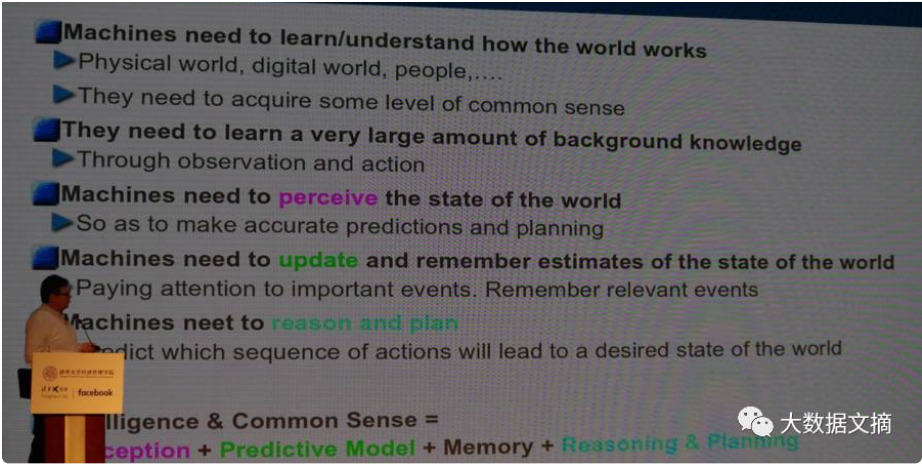 Machines need to learn/understand how the world works
Physical world, digital world, people,....
They need to acquire some level of common sense
They need to learn a very large amount of background knowledge
Through observation and action
Machines need to perceive the state of the world
So as to make accurate predictions and planning
Machines need to update and remember estimates of the state of the world
Paying attention to important events. Remember relevant events
Machines neet to reason and plan
edict which sequence of actions will lead to a desired state of the world
lligence & Common Sense =
ception + Predictive Model + Memory + Reasoning & Planning
facebook
大数据文摘